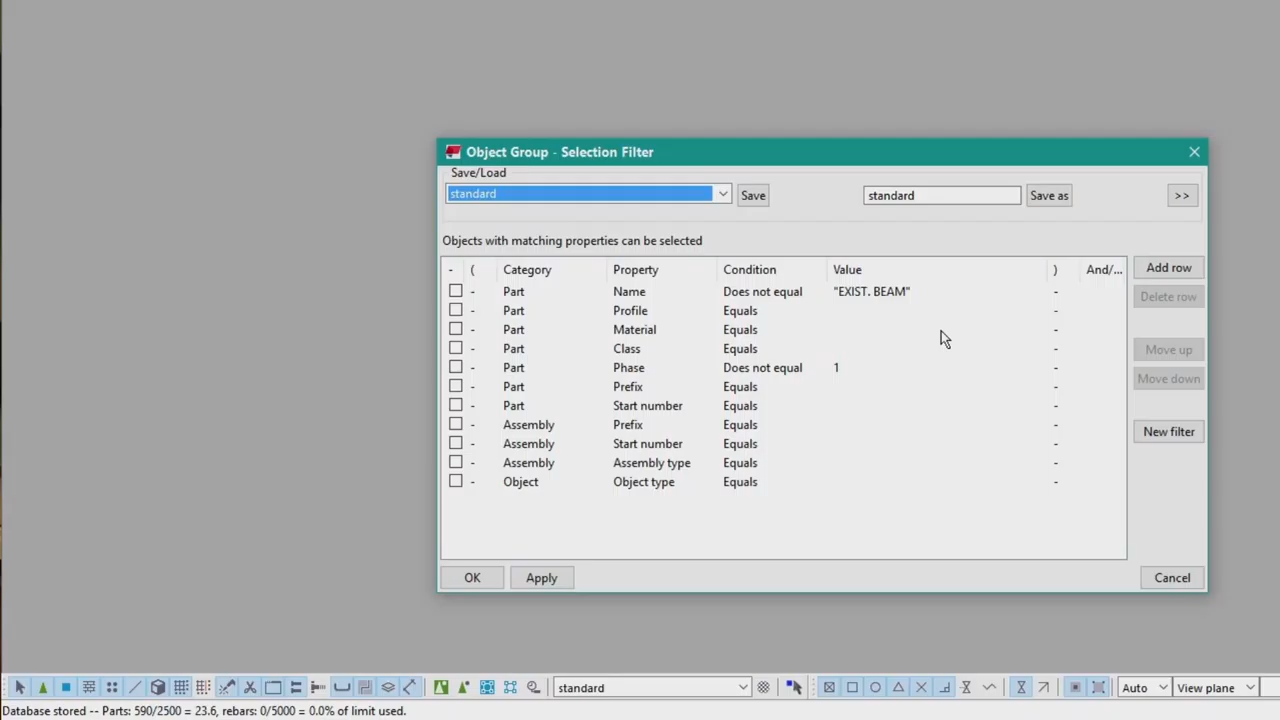 Object Group - Selection Filter
Save/Load
standard Save standard Save as >>
Objects with matching properties can be selected
- ( Category Property Condition Value ) And/... Add row
- Part Name Does not equal "EXIST. BEAM" - Delete row
- Part Profile Equals -
- Part Material Equals -
- Part Class Equals - Move up
- Part Phase Does not equal 1 - Move down
- Part Prefix Equals -
- Part Start number Equals -
- Assembly Prefix Equals - New filter
- Assembly Start number Equals -
- Assembly Assembly type Equals -
- Object Object type Equals -
OK Apply Cancel
standard Auto View plane
Database stored -- Parts: 590/2500 = 23.6, rebars: 0/5000 = 0.0% of limit used.